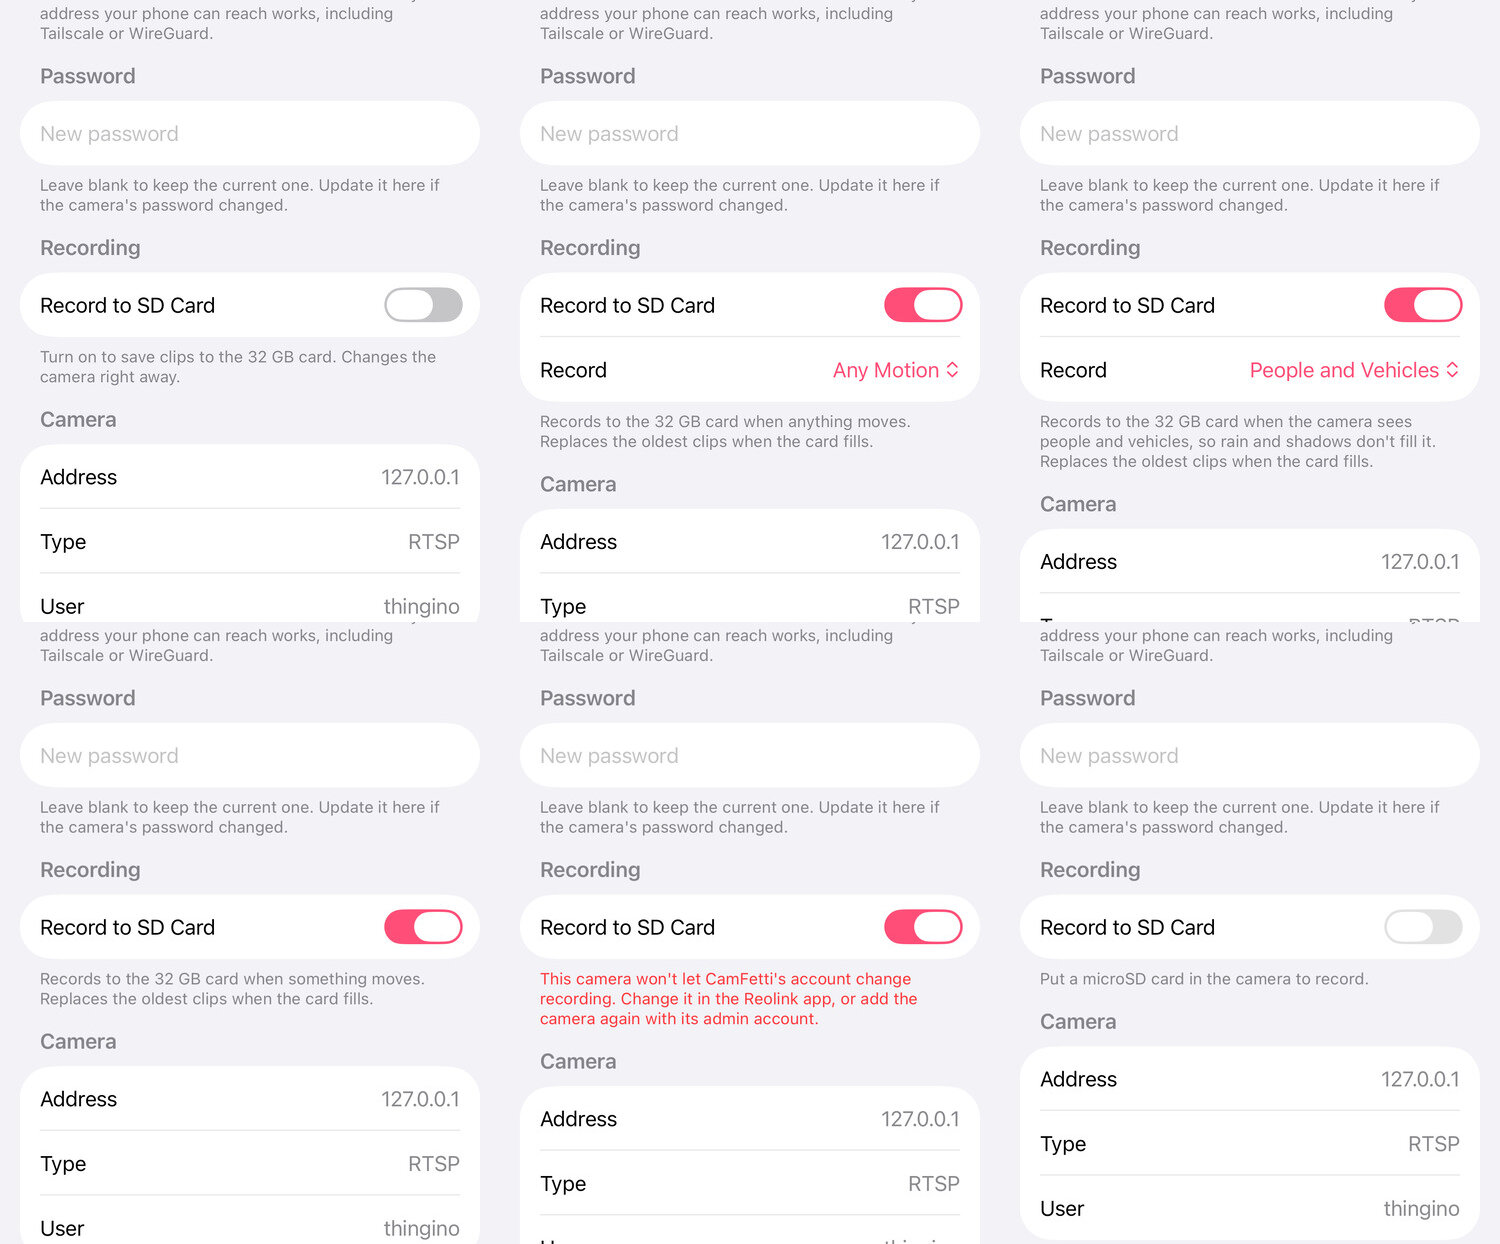 address your phone can reach works, including
Tailscale or WireGuard.
Password
New password
Leave blank to keep the current one. Update it here if
the camera's password changed.
Recording
Record to SD Card
Turn on to save clips to the 32 GB card. Changes the
camera right away.
Camera
Address 127.0.0.1
Type RTSP
User thingino
address your phone can reach works, including
Tailscale or WireGuard.
Password
New password
Leave blank to keep the current one. Update it here if
the camera's password changed.
Recording
Record to SD Card
Record Any Motion
Records to the 32 GB card when anything moves.
Replaces the oldest clips when the card fills.
Camera
Address 127.0.0.1
Type RTSP
address your phone can reach works, including
Tailscale or WireGuard.
Password
New password
Leave blank to keep the current one. Update it here if
the camera's password changed.
Recording
Record to SD Card
Record People and Vehicles
Records to the 32 GB card when the camera sees
people and vehicles, so rain and shadows don't fill it.
Replaces the oldest clips when the card fills.
Camera
Address 127.0.0.1
address your phone can reach works, including
Tailscale or WireGuard.
Password
New password
Leave blank to keep the current one. Update it here if
the camera's password changed.
Recording
Record to SD Card
Records to the 32 GB card when something moves.
Replaces the oldest clips when the card fills.
Camera
Address 127.0.0.1
Type RTSP
User thingino
address your phone can reach works, including
Tailscale or WireGuard.
Password
New password
Leave blank to keep the current one. Update it here if
the camera's password changed.
Recording
Record to SD Card
This camera won't let CamFetti's account change
recording. Change it in the Reolink app, or add the
camera again with its admin account.
Camera
Address 127.0.0.1
Type RTSP
address your phone can reach works, including
Tailscale or WireGuard.
Password
New password
Leave blank to keep the current one. Update it here if
the camera's password changed.
Recording
Record to SD Card
Put a microSD card in the camera to record.
Camera
Address 127.0.0.1
Type RTSP
User thingino